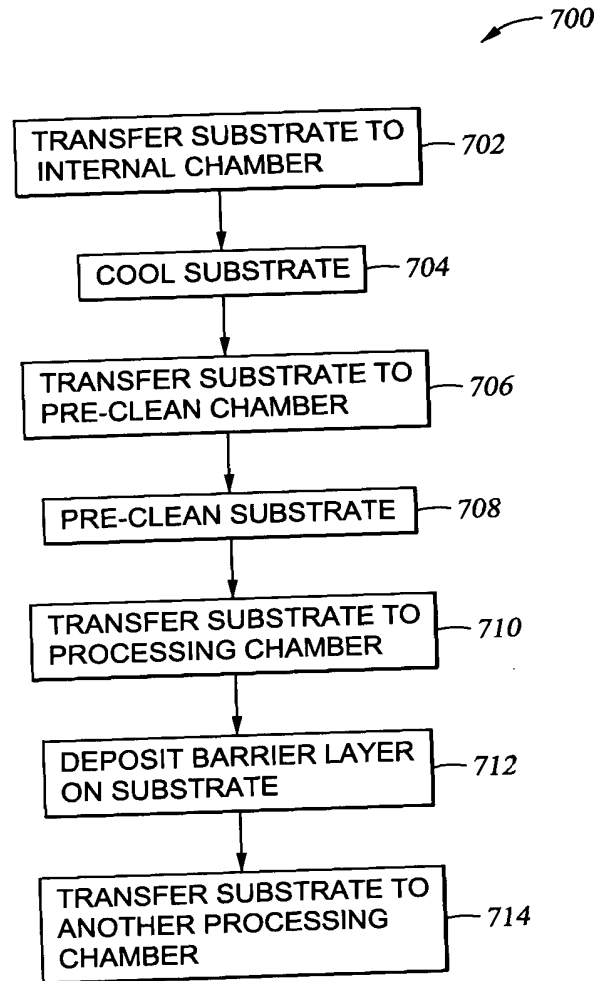 700
TRANSFER SUBSTRATE TO
INTERNAL CHAMBER
702
COOL SUBSTRATE
704
TRANSFER SUBSTRATE TO
PRE-CLEAN CHAMBER
706
PRE-CLEAN SUBSTRATE
708
TRANSFER SUBSTRATE TO
PROCESSING CHAMBER
710
DEPOSIT BARRIER LAYER
ON SUBSTRATE
712
TRANSFER SUBSTRATE TO
ANOTHER PROCESSING
CHAMBER
714